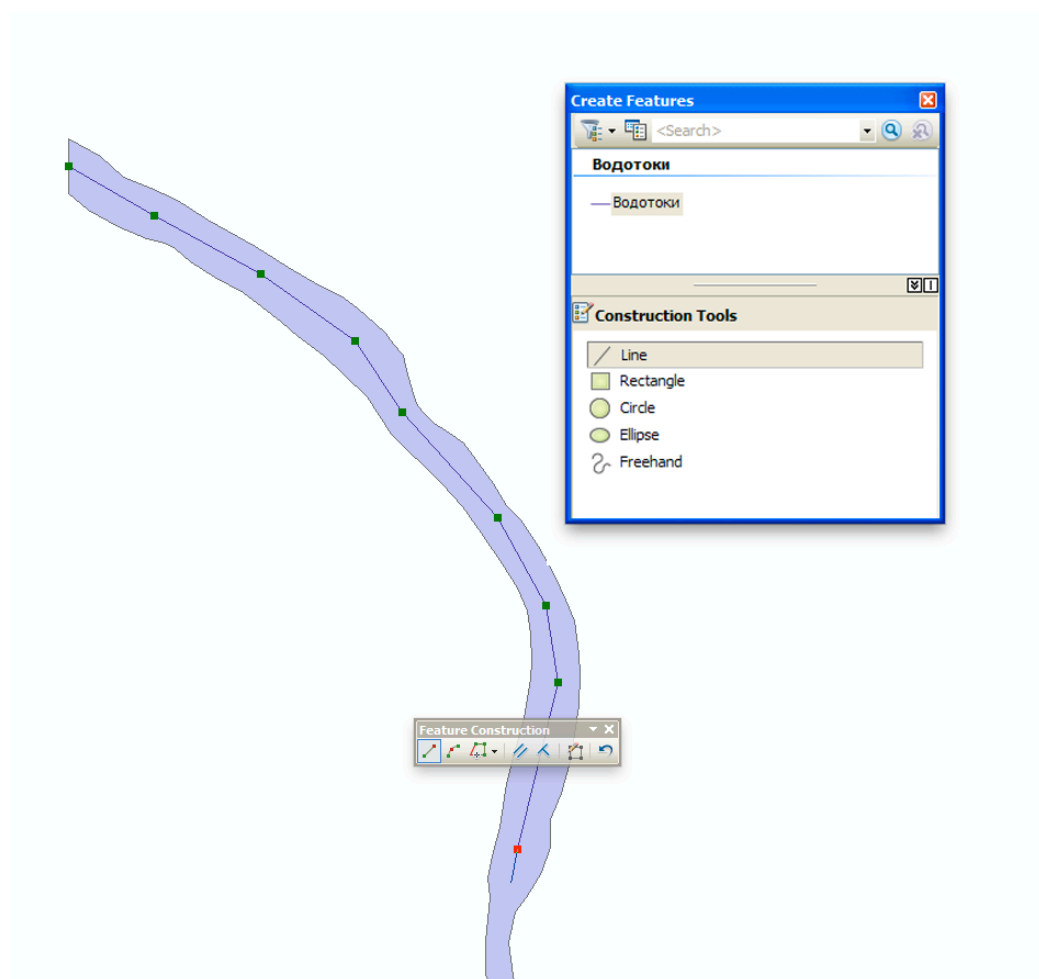 Create Features
<Search>
Водотоки
Водотоки
Construction Tools
Line
Rectangle
Circle
Ellipse
Freehand
Feature Construction